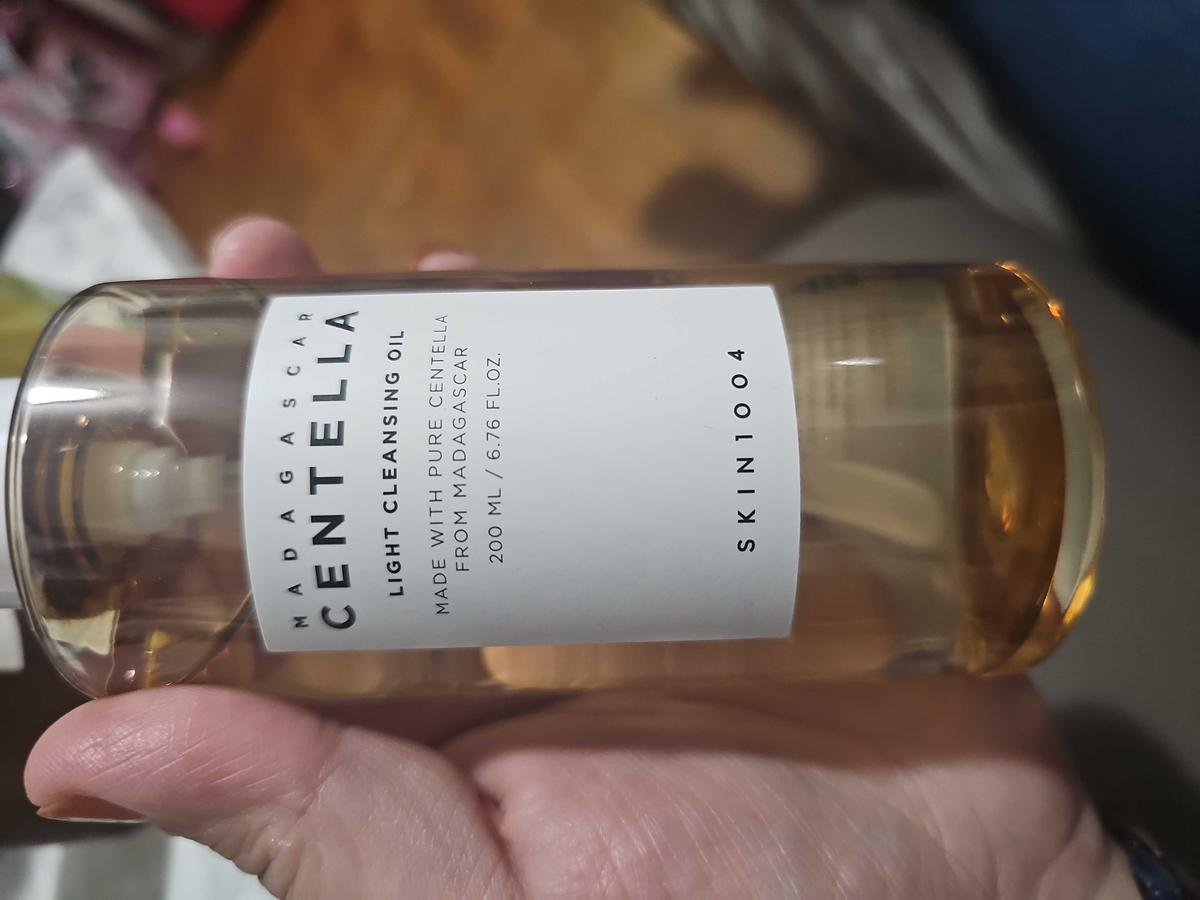 MADAGASCAR
CENTELLA
LIGHT CLEANSING OIL
MADE WITH PURE CENTELLA
FROM MADAGASCAR
200 ML / 6.76 FL.OZ.
SKIN1004